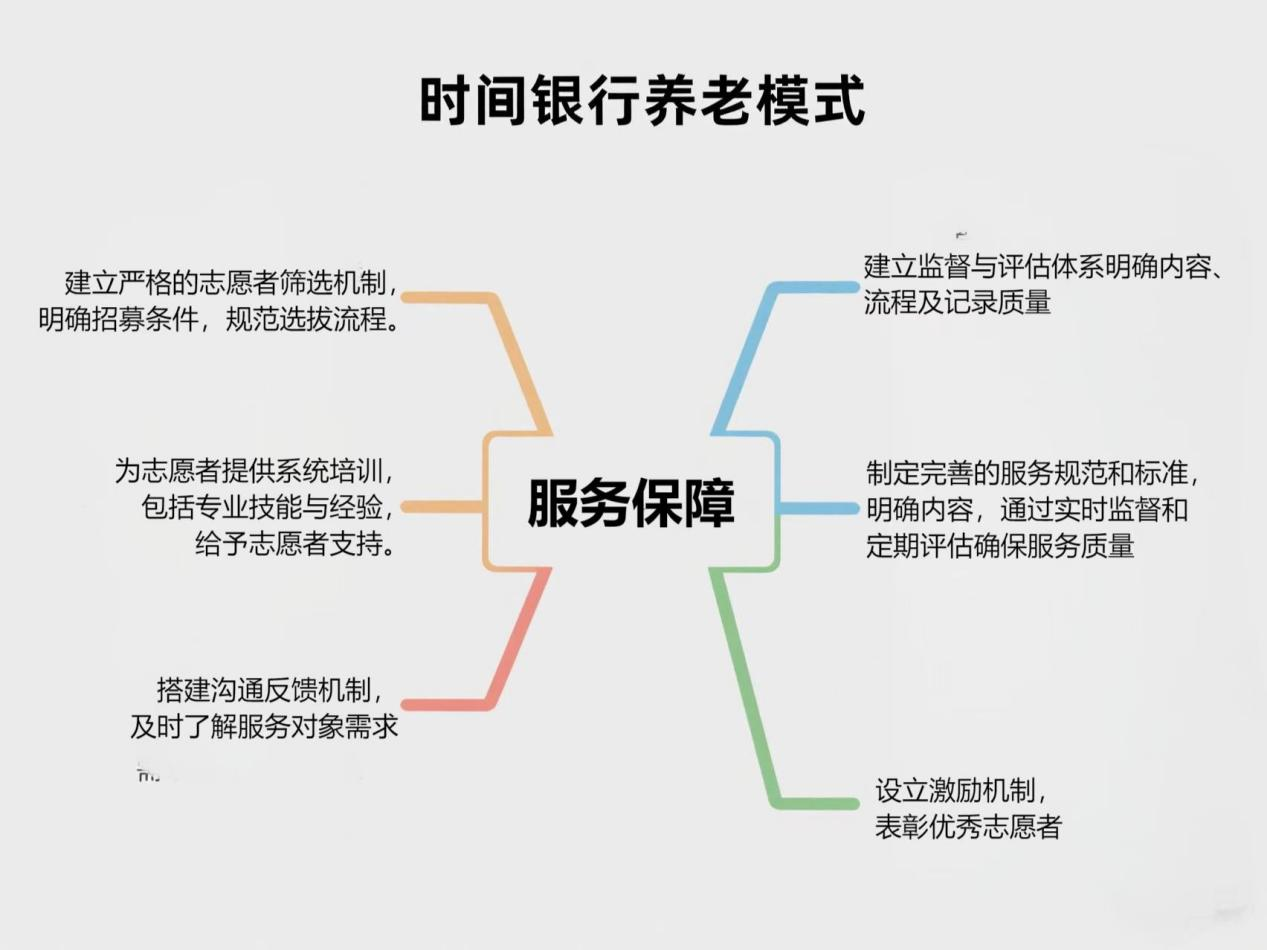 时间银行养老模式
建立严格的志愿者筛选机制，
明确招募条件，规范选拔流程。
为志愿者提供系统培训，
包括专业技能与经验，
给予志愿者支持。
搭建沟通反馈机制，
及时了解服务对象需求
服务保障
建立监督与评估体系明确内容、
流程及记录质量
制定完善的服务规范和标准，
明确内容，通过实时监督和
定期评估确保服务质量
设立激励机制，
表彰优秀志愿者